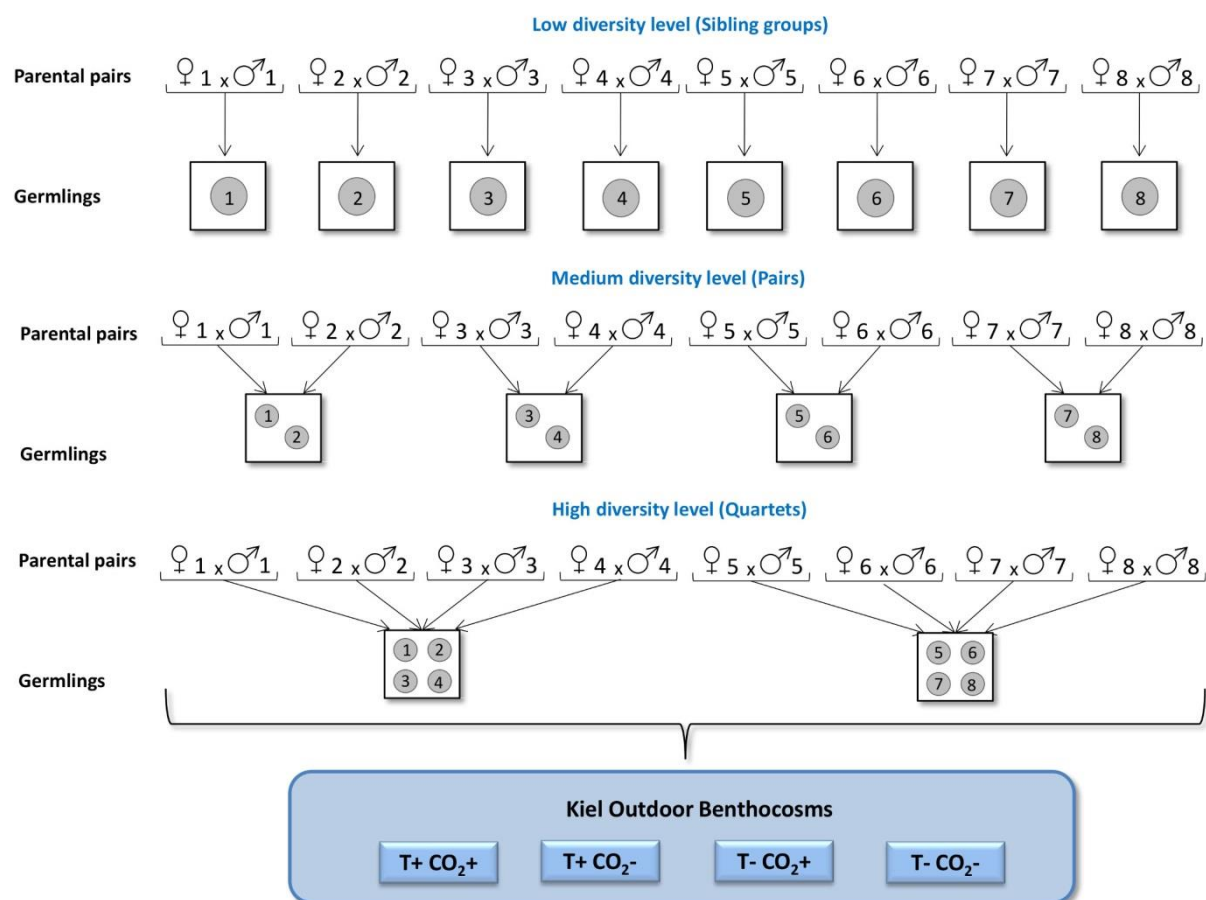 Low diversity level (Sibling groups)
Parental pairs ♀ 1 x ♂ 1 ♀ 2 x ♂ 2 ♀ 3 x ♂ 3 ♀ 4 x ♂ 4 ♀ 5 x ♂ 5 ♀ 6 x ♂ 6 ♀ 7 x ♂ 7 ♀ 8 x ♂ 8
Germlings 1 2 3 4 5 6 7 8
Medium diversity level (Pairs)
Parental pairs ♀ 1 x ♂ 1 ♀ 2 x ♂ 2 ♀ 3 x ♂ 3 ♀ 4 x ♂ 4 ♀ 5 x ♂ 5 ♀ 6 x ♂ 6 ♀ 7 x ♂ 7 ♀ 8 x ♂ 8
1 3 5 7
2 4 6 8
Germlings
High diversity level (Quartets)
Parental pairs ♀ 1 x ♂ 1 ♀ 2 x ♂ 2 ♀ 3 x ♂ 3 ♀ 4 x ♂ 4 ♀ 5 x ♂ 5 ♀ 6 x ♂ 6 ♀ 7 x ♂ 7 ♀ 8 x ♂ 8
1 2 5 6
Germlings 3 4 7 8
Kiel Outdoor Benthocosms
T+ CO₂+ T+ CO₂- T- CO₂+ T- CO₂-